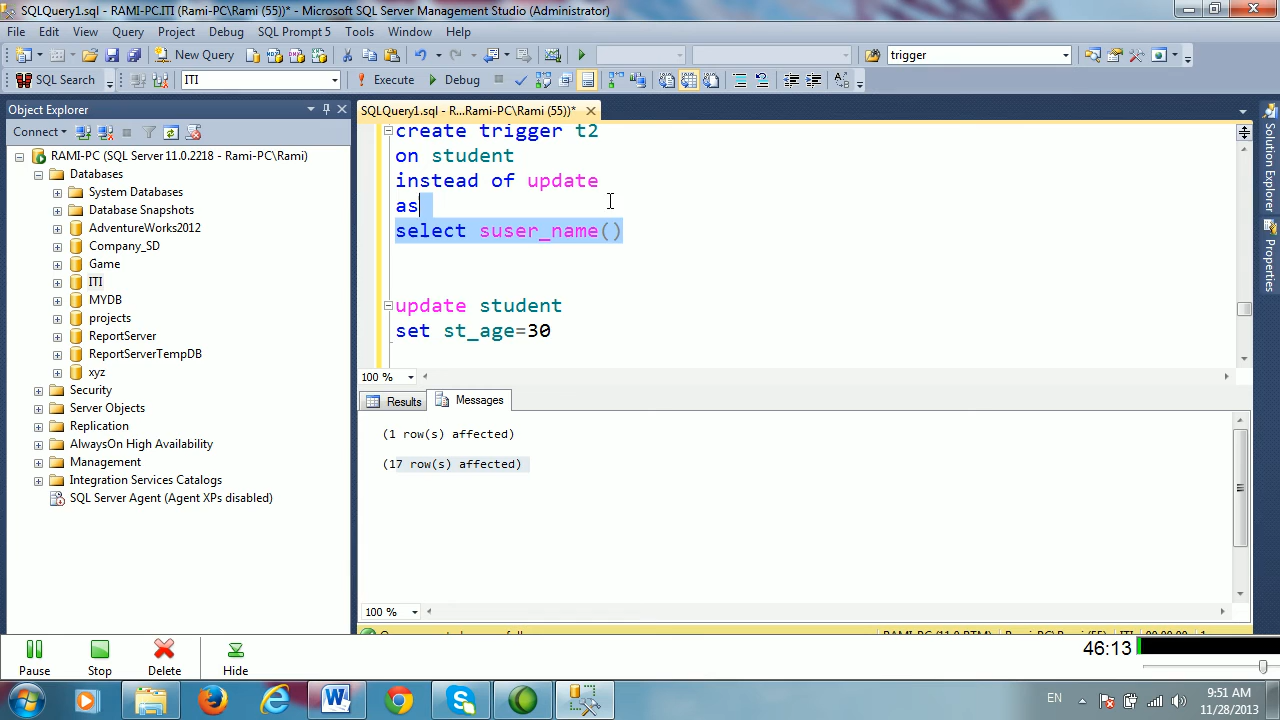 SQLQuery1.sql - RAMI-PC.ITI (Rami-PC\Rami (55))* - Microsoft SQL Server Management Studio (Administrator)
File Edit View Query Project Debug SQL Prompt 5 Tools Window Help
New Query trigger
SQL Search ITI Execute Debug
Object Explorer
Connect
RAMI-PC (SQL Server 11.0.2218 - Rami-PC\Rami)
Databases
System Databases
Database Snapshots
AdventureWorks2012
Company_SD
Game
ITI
MYDB
projects
ReportServer
ReportServerTempDB
xyz
Security
Server Objects
Replication
AlwaysOn High Availability
Management
Integration Services Catalogs
SQL Server Agent (Agent XPs disabled)
SQLQuery1.sql - R...Rami-PC\Rami (55))*
create trigger t2
on student
instead of update
as
select suser_name()
update student
set st_age=30
100 %
Results Messages
(1 row(s) affected)
(17 row(s) affected)
100 %
Solution Explorer
Properties
Pause Stop Delete Hide
46:13
EN
9:51 AM
11/28/2013